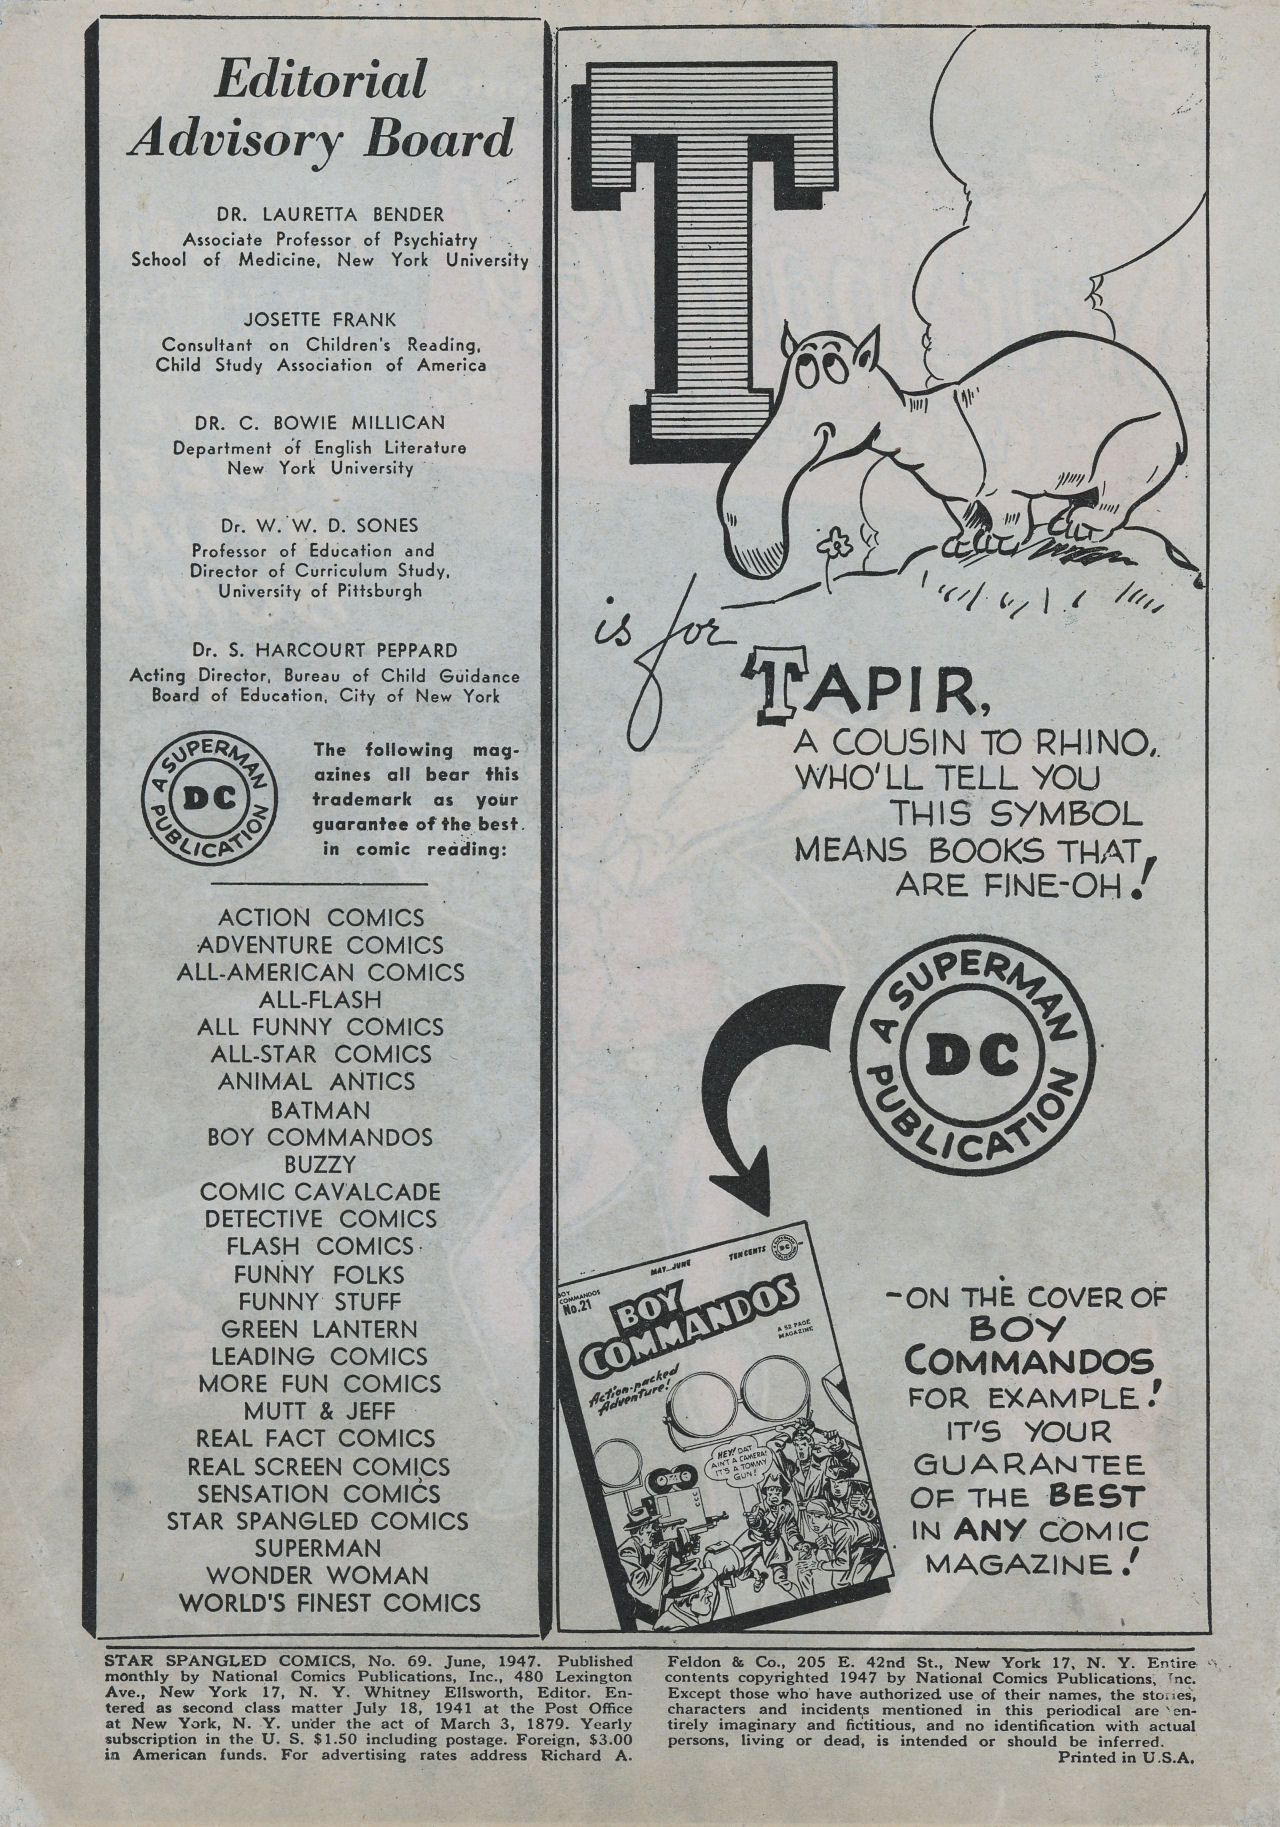 Editorial
Advisory Board
DR. LAURETTA BENDER
Associate Professor of Psychiatry
School of Medicine, New York University
JOSETTE FRANK
Consultant on Children's Reading,
Child Study Association of America
DR. C. BOWIE MILLICAN
Department of English Literature
New York University
Dr. W. W. D. SONES
Professor of Education and
Director of Curriculum Study,
University of Pittsburgh
Dr. S. HARCOURT PEPPARD
Acting Director, Bureau of Child Guidance
Board of Education, City of New York
A SUPERMAN
DC
PUBLICATION
The following mag-
azines all bear this
trademark as your
guarantee of the best
in comic reading:
ACTION COMICS
ADVENTURE COMICS
ALL-AMERICAN COMICS
ALL-FLASH
ALL FUNNY COMICS
ALL-STAR COMICS
ANIMAL ANTICS
BATMAN
BOY COMMANDOS
BUZZY
COMIC CAVALCADE
DETECTIVE COMICS
FLASH COMICS
FUNNY FOLKS
FUNNY STUFF
GREEN LANTERN
LEADING COMICS
MORE FUN COMICS
MUTT & JEFF
REAL FACT COMICS
REAL SCREEN COMICS
SENSATION COMICS
STAR SPANGLED COMICS
SUPERMAN
WONDER WOMAN
WORLD'S FINEST COMICS
T
is for
TAPIR,
A COUSIN TO RHINO,
WHO'LL TELL YOU
THIS SYMBOL
MEANS BOOKS THAT
ARE FINE-OH!
A SUPERMAN
DC
PUBLICATION
MAY-JUNE
TEN CENTS
BOY
COMMANDOS
No.21
BOY
COMMANDOS
A 52 PAGE
MAGAZINE
Action-packed
Adventure!
HEY! DAT
AIN'T A CAMERA!
IT'S A TOMMY
GUN!
-ON THE COVER OF
BOY
COMMANDOS
FOR EXAMPLE!
IT'S YOUR
GUARANTEE
OF THE BEST
IN ANY COMIC
MAGAZINE!
STAR SPANGLED COMICS, No. 69. June, 1947. Published
monthly by National Comics Publications, Inc., 480 Lexington
Ave., New York 17, N. Y. Whitney Ellsworth, Editor. En-
tered as second class matter July 18, 1941 at the Post Office
at New York, N. Y. under the act of March 3, 1879. Yearly
subscription in the U. S. $1.50 including postage. Foreign, $3.00
in American funds. For advertising rates address Richard A.
Feldon & Co., 205 E. 42nd St., New York 17, N. Y. Entire
contents copyrighted 1947 by National Comics Publications, Inc.
Except those who have authorized use of their names, the stories,
characters and incidents mentioned in this periodical are en-
tirely imaginary and fictitious, and no identification with actual
persons, living or dead, is intended or should be inferred.
Printed in U.S.A.